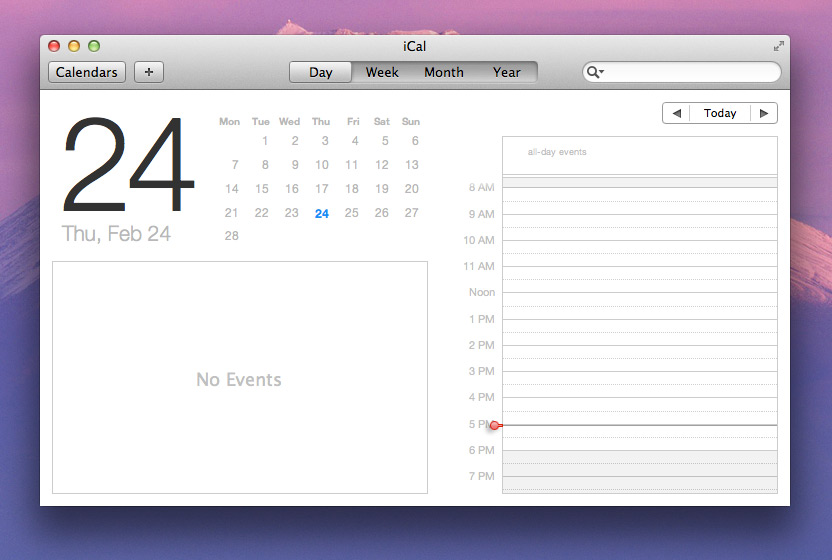 iCal
Calendars + Day Week Month Year
24
Thu, Feb 24
Mon Tue Wed Thu Fri Sat Sun
1 2 3 4 5 6
7 8 9 10 11 12 13
14 15 16 17 18 19 20
21 22 23 24 25 26 27
28
No Events
Today
all-day events
8 AM
9 AM
10 AM
11 AM
Noon
1 PM
2 PM
3 PM
4 PM
5 PM
6 PM
7 PM